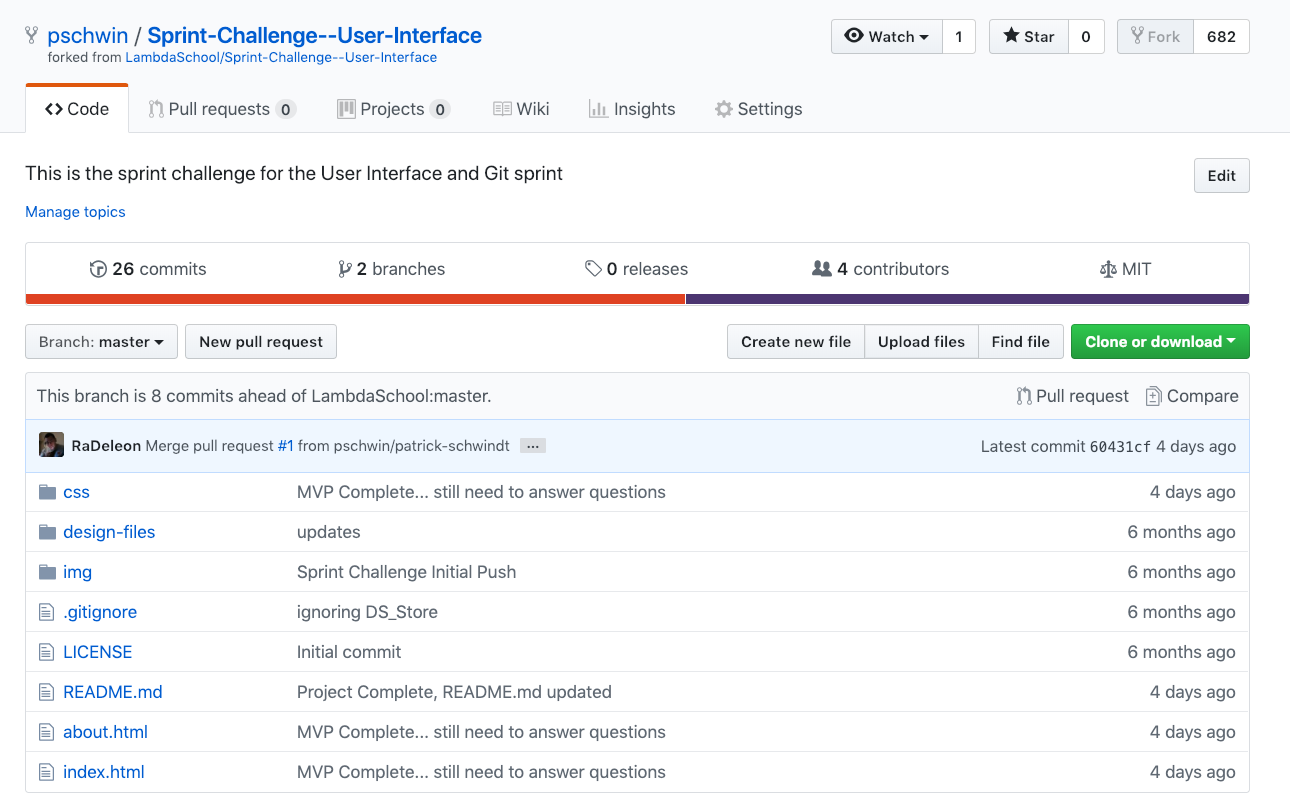 pschwin / Sprint-Challenge--User-Interface
Watch 1 Star 0 Fork 682
forked from LambdaSchool/Sprint-Challenge--User-Interface
Code Pull requests 0 Projects 0 Wiki Insights Settings
This is the sprint challenge for the User Interface and Git sprint
Edit
Manage topics
26 commits 2 branches 0 releases 4 contributors MIT
Branch: master New pull request Create new file Upload files Find file Clone or download
This branch is 8 commits ahead of LambdaSchool:master. Pull request Compare
RaDeleon Merge pull request #1 from pschwin/patrick-schwindt ... Latest commit 60431cf 4 days ago
css MVP Complete... still need to answer questions 4 days ago
design-files updates 6 months ago
img Sprint Challenge Initial Push 6 months ago
.gitignore ignoring DS_Store 6 months ago
LICENSE Initial commit 6 months ago
README.md Project Complete, README.md updated 4 days ago
about.html MVP Complete... still need to answer questions 4 days ago
index.html MVP Complete... still need to answer questions 4 days ago